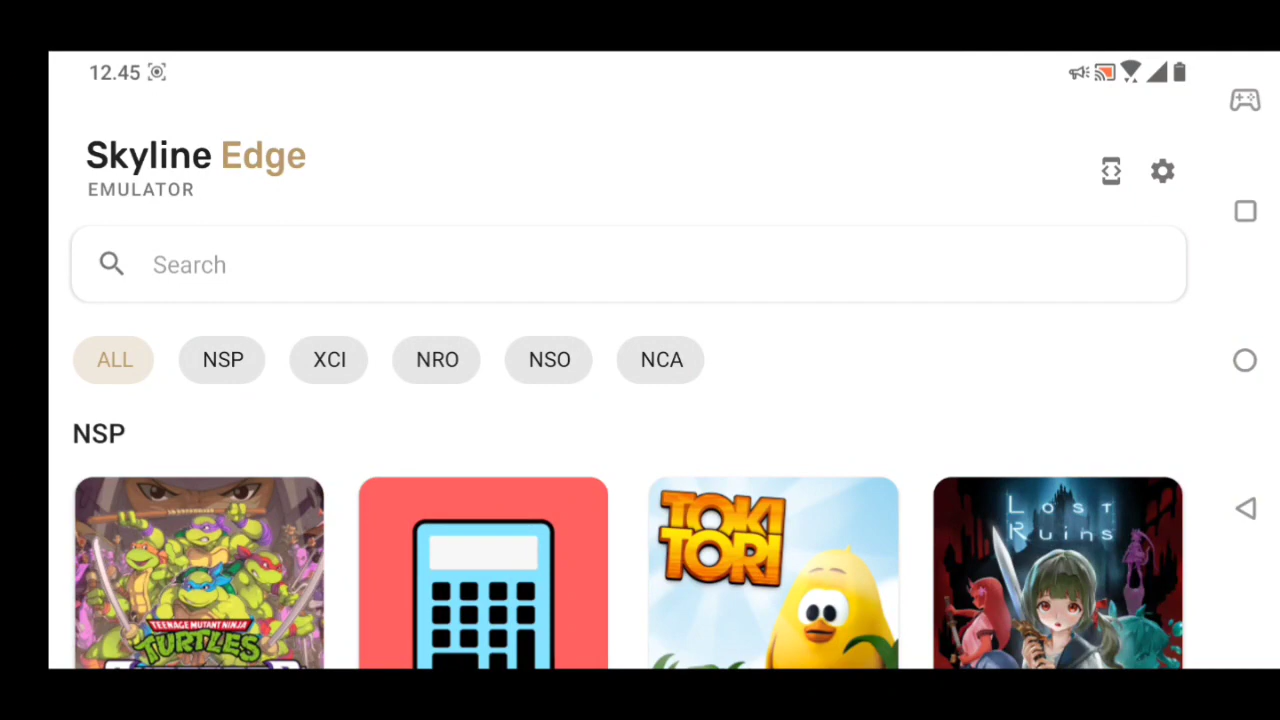 12.45
Skyline Edge
EMULATOR
Search
ALL NSP XCI NRO NSO NCA
NSP
TEENAGE MUTANT NINJA
TURTLES
TOKI
TORI
Lost
Ruins